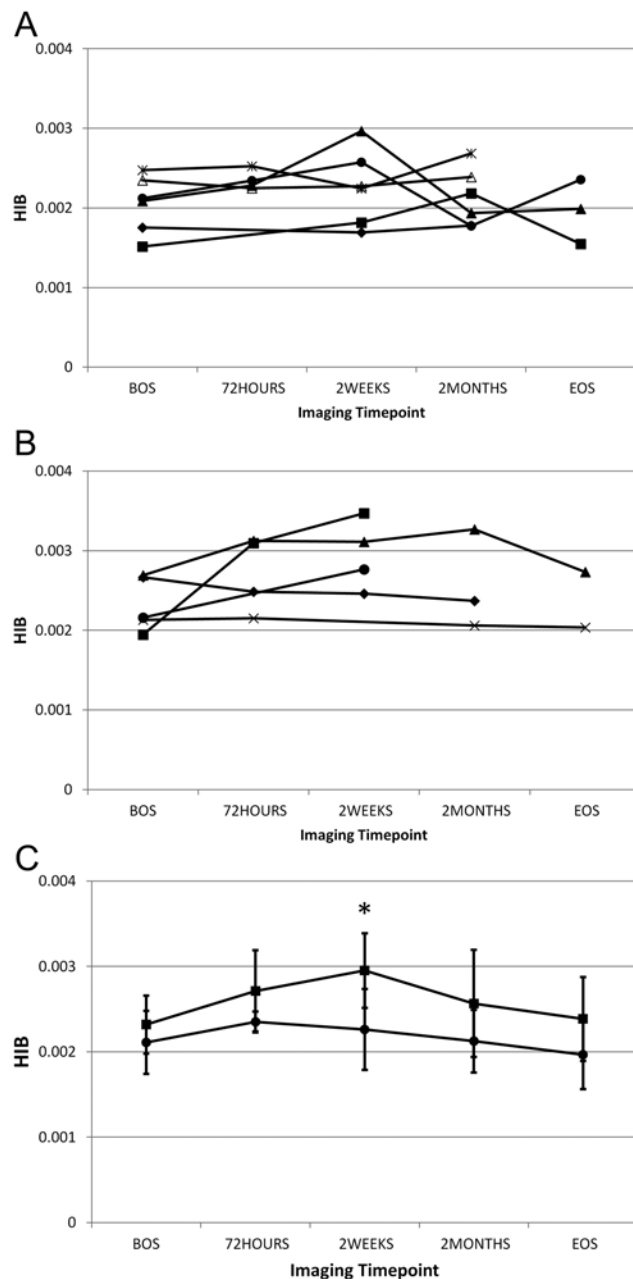 A
0.004
0.003
0.002
0.001
0
HIB
BOS 72HOURS 2WEEKS 2MONTHS EOS
Imaging Timepoint
B
0.004
0.003
0.002
0.001
0
HIB
BOS 72HOURS 2WEEKS 2MONTHS EOS
Imaging Timepoint
C
0.004
*
0.003
0.002
0.001
0
HIB
BOS 72HOURS 2WEEKS 2MONTHS EOS
Imaging Timepoint